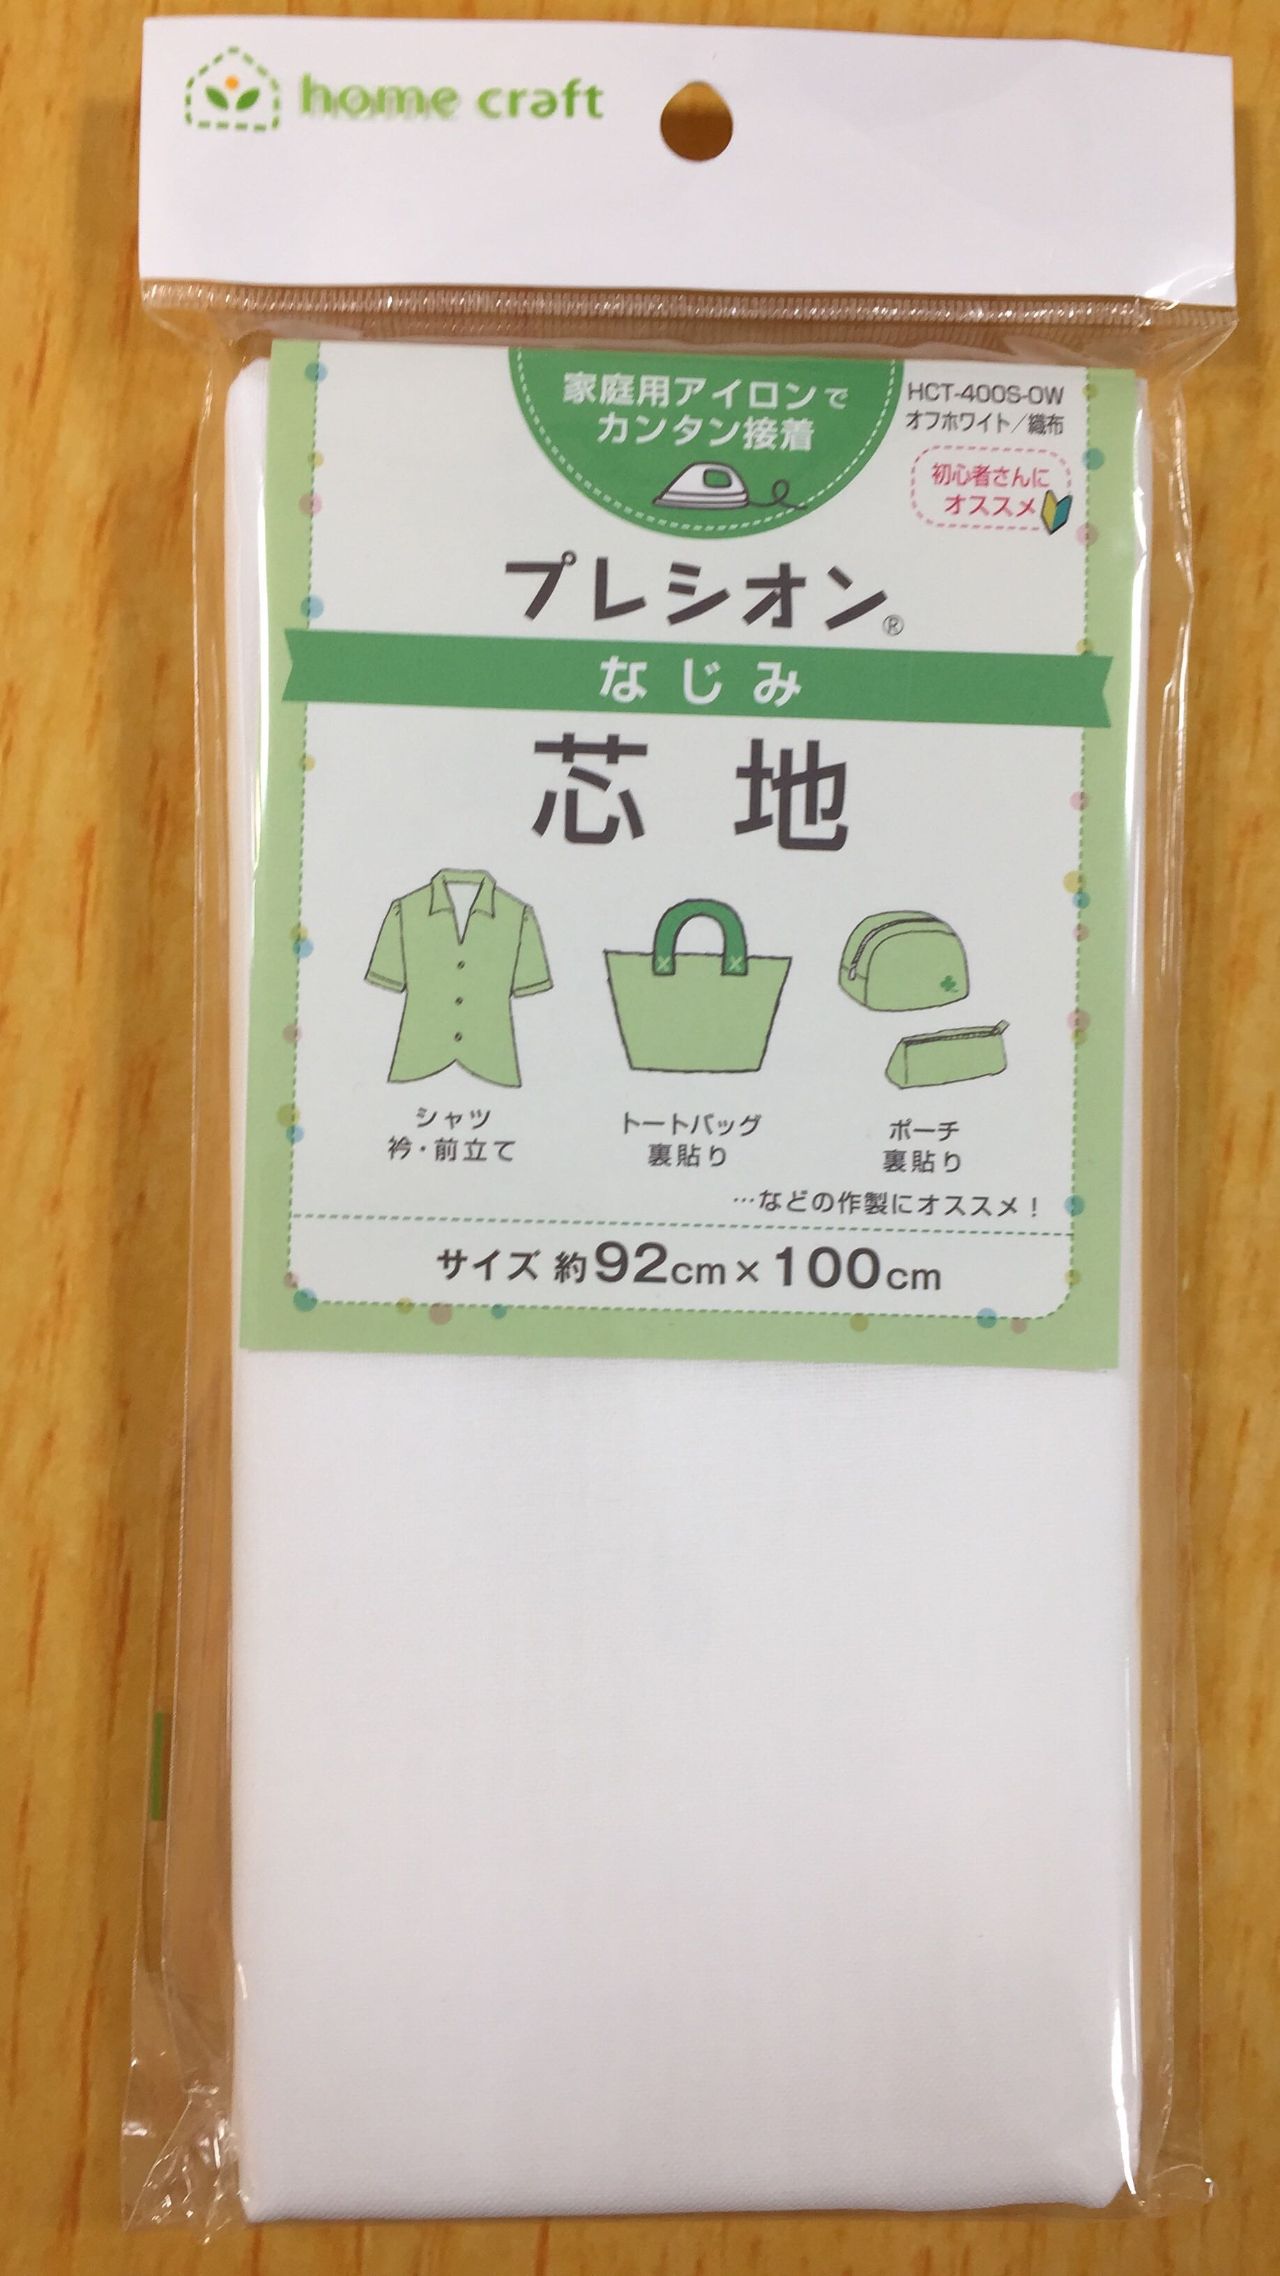 home craft
家庭用アイロンで
カンタン接着
HCT-400S-OW
オフホワイト／織布
初心者さんに
オススメ
プレシオン®
なじみ
芯地
シャツ
衿・前立て
トートバッグ
裏貼り
ポーチ
裏貼り
…などの作製にオススメ！
サイズ 約92cm×100cm